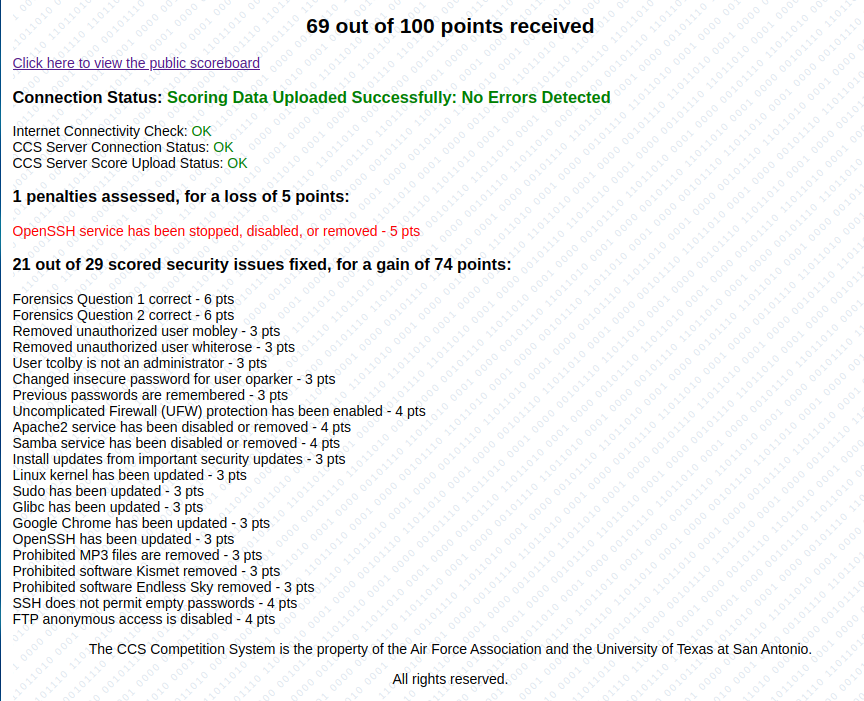 69 out of 100 points received
Click here to view the public scoreboard
Connection Status: Scoring Data Uploaded Successfully: No Errors Detected
Internet Connectivity Check: OK
CCS Server Connection Status: OK
CCS Server Score Upload Status: OK
1 penalties assessed, for a loss of 5 points:
OpenSSH service has been stopped, disabled, or removed - 5 pts
21 out of 29 scored security issues fixed, for a gain of 74 points:
Forensics Question 1 correct - 6 pts
Forensics Question 2 correct - 6 pts
Removed unauthorized user mobley - 3 pts
Removed unauthorized user whiterose - 3 pts
User tcolby is not an administrator - 3 pts
Changed insecure password for user oparker - 3 pts
Previous passwords are remembered - 3 pts
Uncomplicated Firewall (UFW) protection has been enabled - 4 pts
Apache2 service has been disabled or removed - 4 pts
Samba service has been disabled or removed - 4 pts
Install updates from important security updates - 3 pts
Linux kernel has been updated - 3 pts
Sudo has been updated - 3 pts
Glibc has been updated - 3 pts
Google Chrome has been updated - 3 pts
OpenSSH has been updated - 3 pts
Prohibited MP3 files are removed - 3 pts
Prohibited software Kismet removed - 3 pts
Prohibited software Endless Sky removed - 3 pts
SSH does not permit empty passwords - 4 pts
FTP anonymous access is disabled - 4 pts
The CCS Competition System is the property of the Air Force Association and the University of Texas at San Antonio.
All rights reserved.